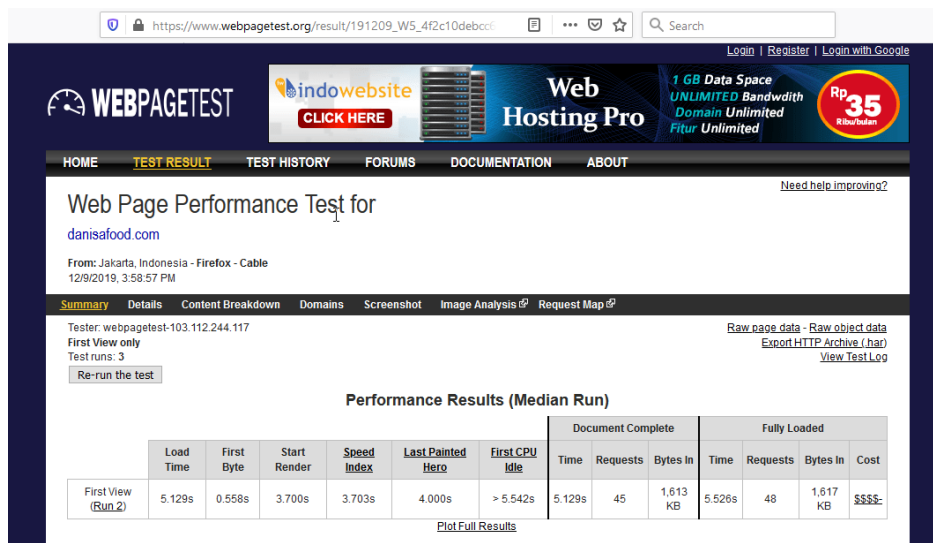 https://www.webpagetest.org/result/191209_W5_4f2c10debcc6
Search
Login | Register | Login with Google
WEBPAGETEST
indowebsite
CLICK HERE
Web
Hosting Pro
1 GB Data Space
UNLIMITED Bandwdith
Domain Unlimited
Fitur Unlimited
Rp
35
Ribu/bulan
HOME TEST RESULT TEST HISTORY FORUMS DOCUMENTATION ABOUT
Need help improving?
Web Page Performance Test for
danisafood.com
From: Jakarta, Indonesia - Firefox - Cable
12/9/2019, 3:58:57 PM
Summary Details Content Breakdown Domains Screenshot Image Analysis Request Map
Tester: webpagetest-103.112.244.117
First View only
Test runs: 3
Re-run the test
Raw page data - Raw object data
Export HTTP Archive (.har)
View Test Log
Performance Results (Median Run)
Document Complete Fully Loaded
Load Time First Byte Start Render Speed Index Last Painted Hero First CPU Idle Time Requests Bytes In Time Requests Bytes In Cost
First View (Run 2) 5.129s 0.558s 3.700s 3.703s 4.000s > 5.542s 5.129s 45 1,613 KB 5.526s 48 1,617 KB $$$$-
Plot Full Results